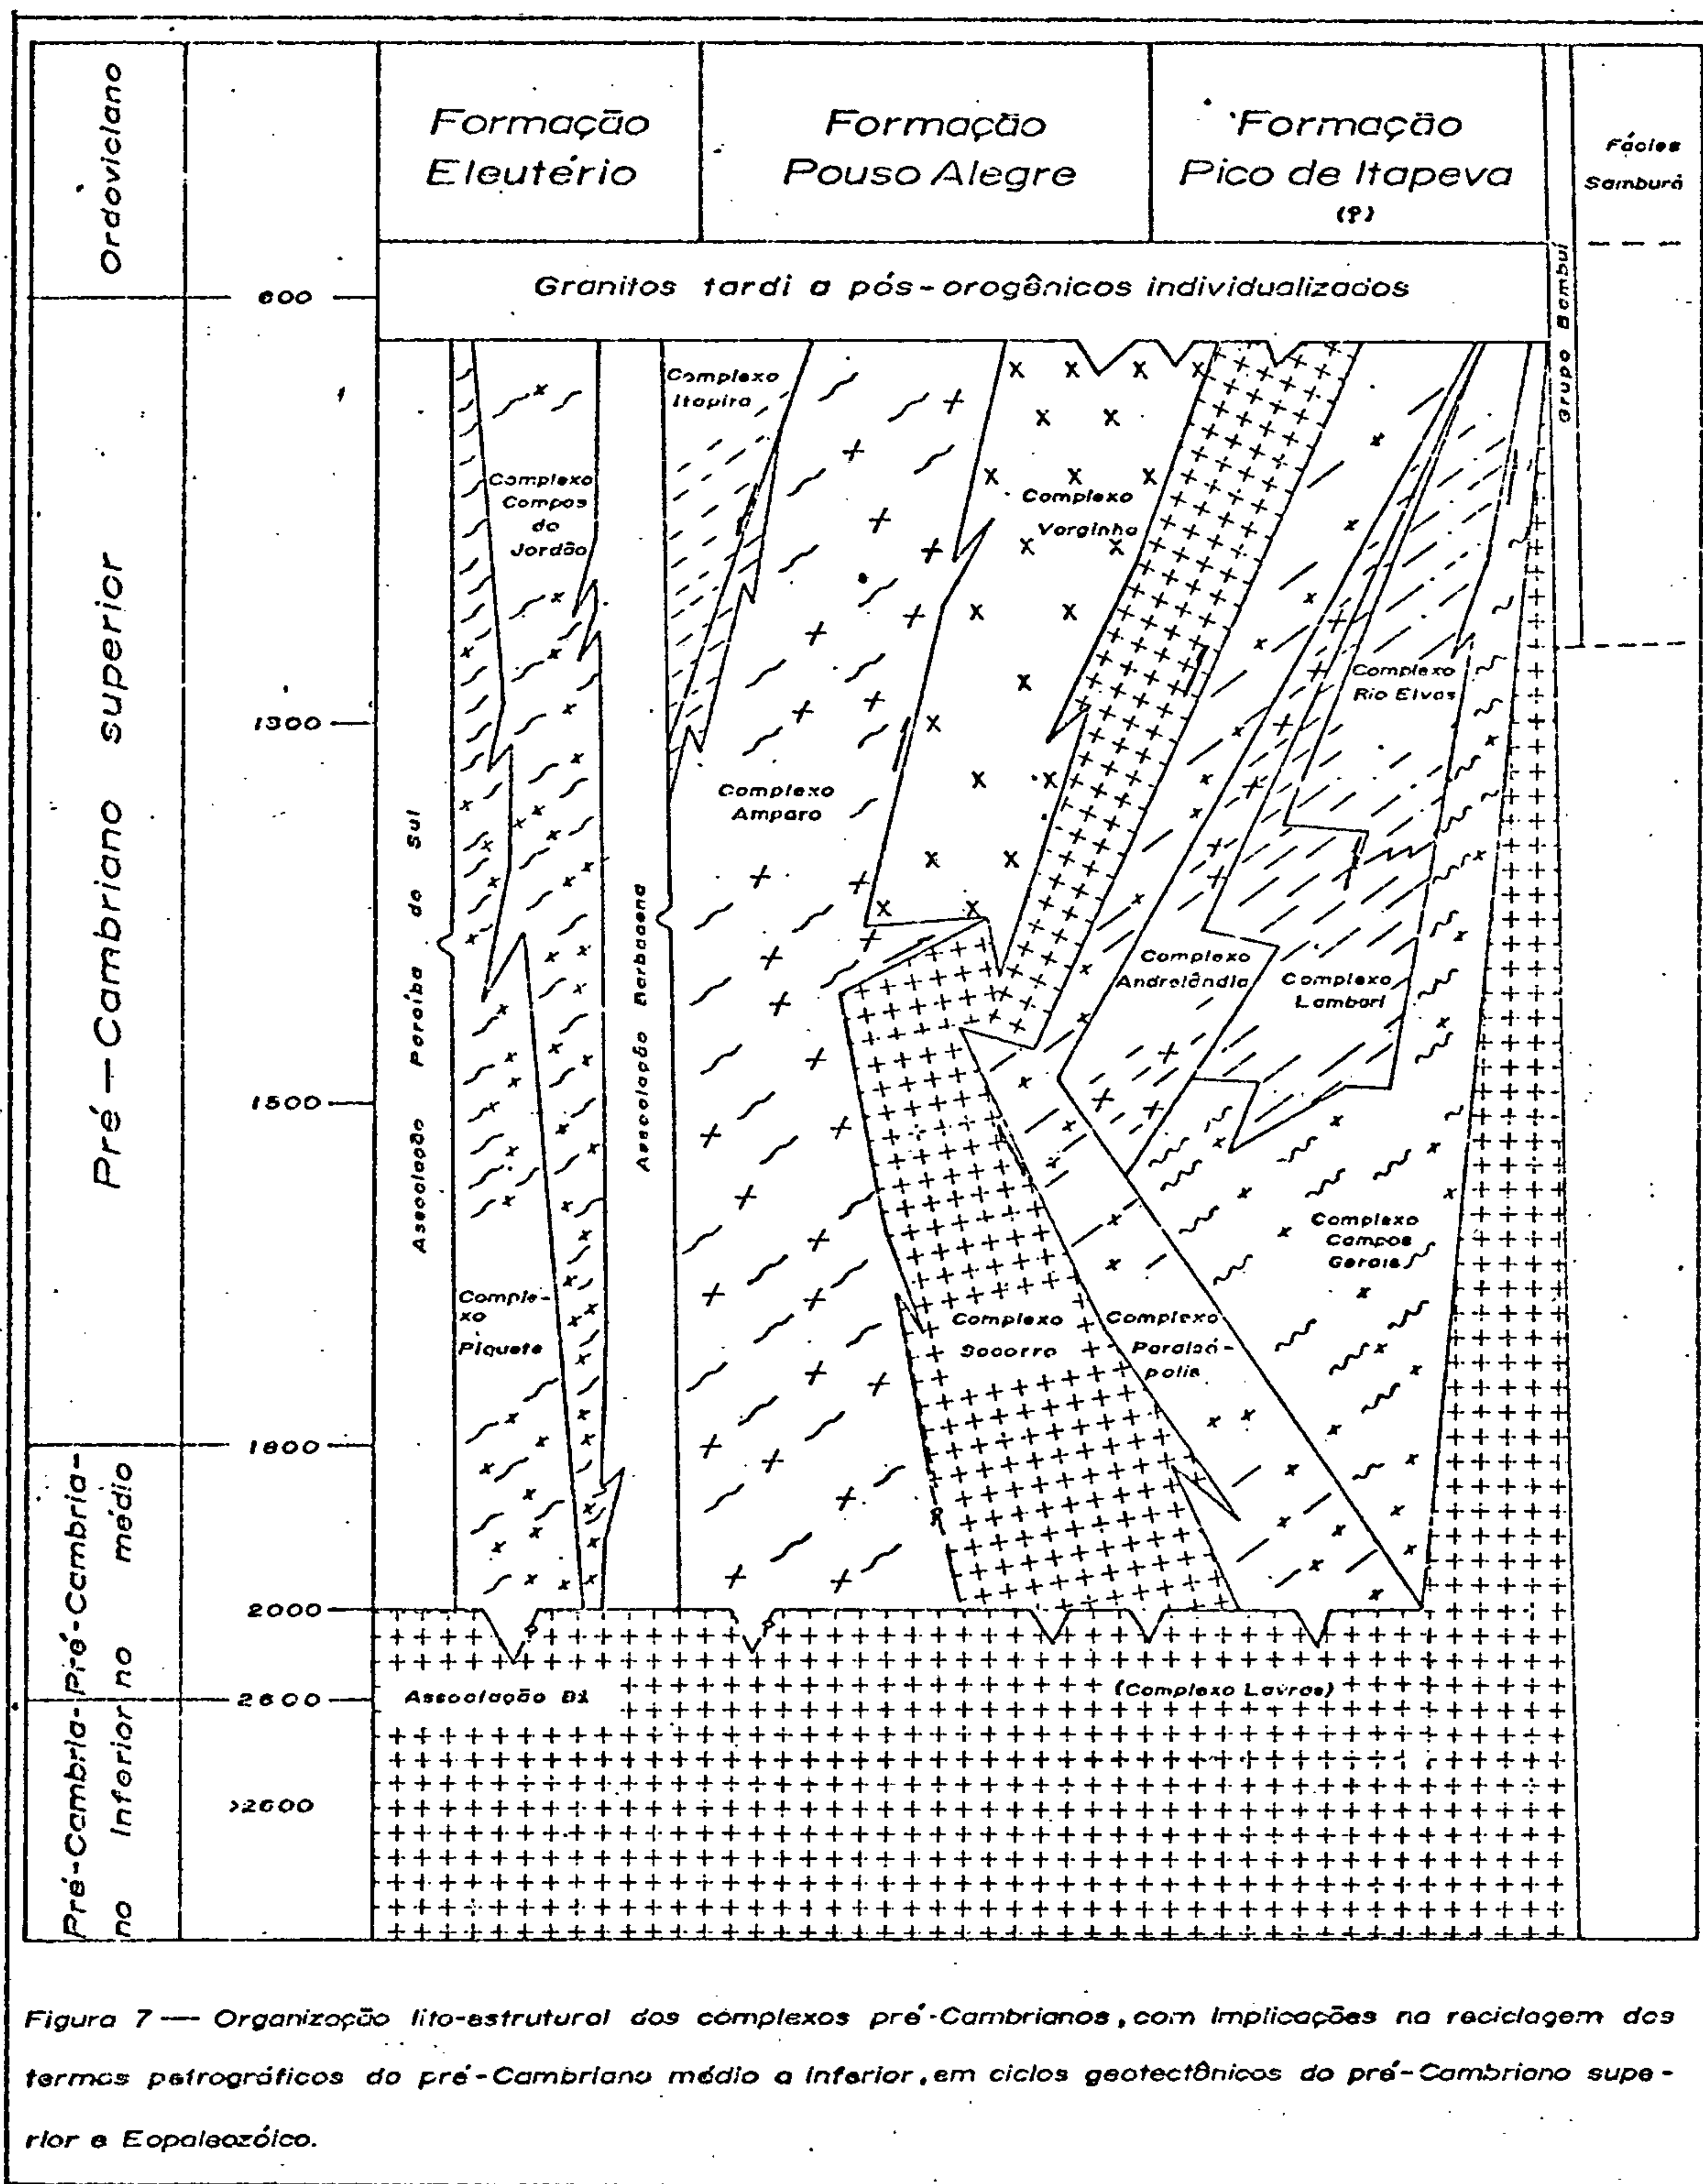 Ordoviciano
Pré-Cambriano superior
Pré-Cambria-
no Inferior
Pré-Cambria-
no médio
600
1300
1500
1800
2000
2600
>2600
Formação
Eleutério
Formação
Pouso Alegre
Formação
Pico de Itapeva
(?)
Fácies
Samburá
Grupo Bambuí
Granitos tardi a pós-orogênicos individualizados
Associação Paraíba do Sul
Complexo
Campos
do
Jordão
Comple-
xo
Piquete
Associação Barbacena
Complexo
Itapira
Complexo
Amparo
Complexo
Varginha
Complexo
Socorro
Complexo
Paraisó-
polis
Complexo
Andrelândia
Complexo
Lambari
Complexo
Rio Elvas
Complexo
Campos
Gerais
Associação B1
(Complexo Lavras)
Figura 7 — Organização lito-estrutural dos complexos pré-Cambrianos, com implicações na reciclagem dos
termos petrográficos do pré-Cambriano médio a inferior, em ciclos geotectônicos do pré-Cambriano supe-
rior e Eopaleozóico.